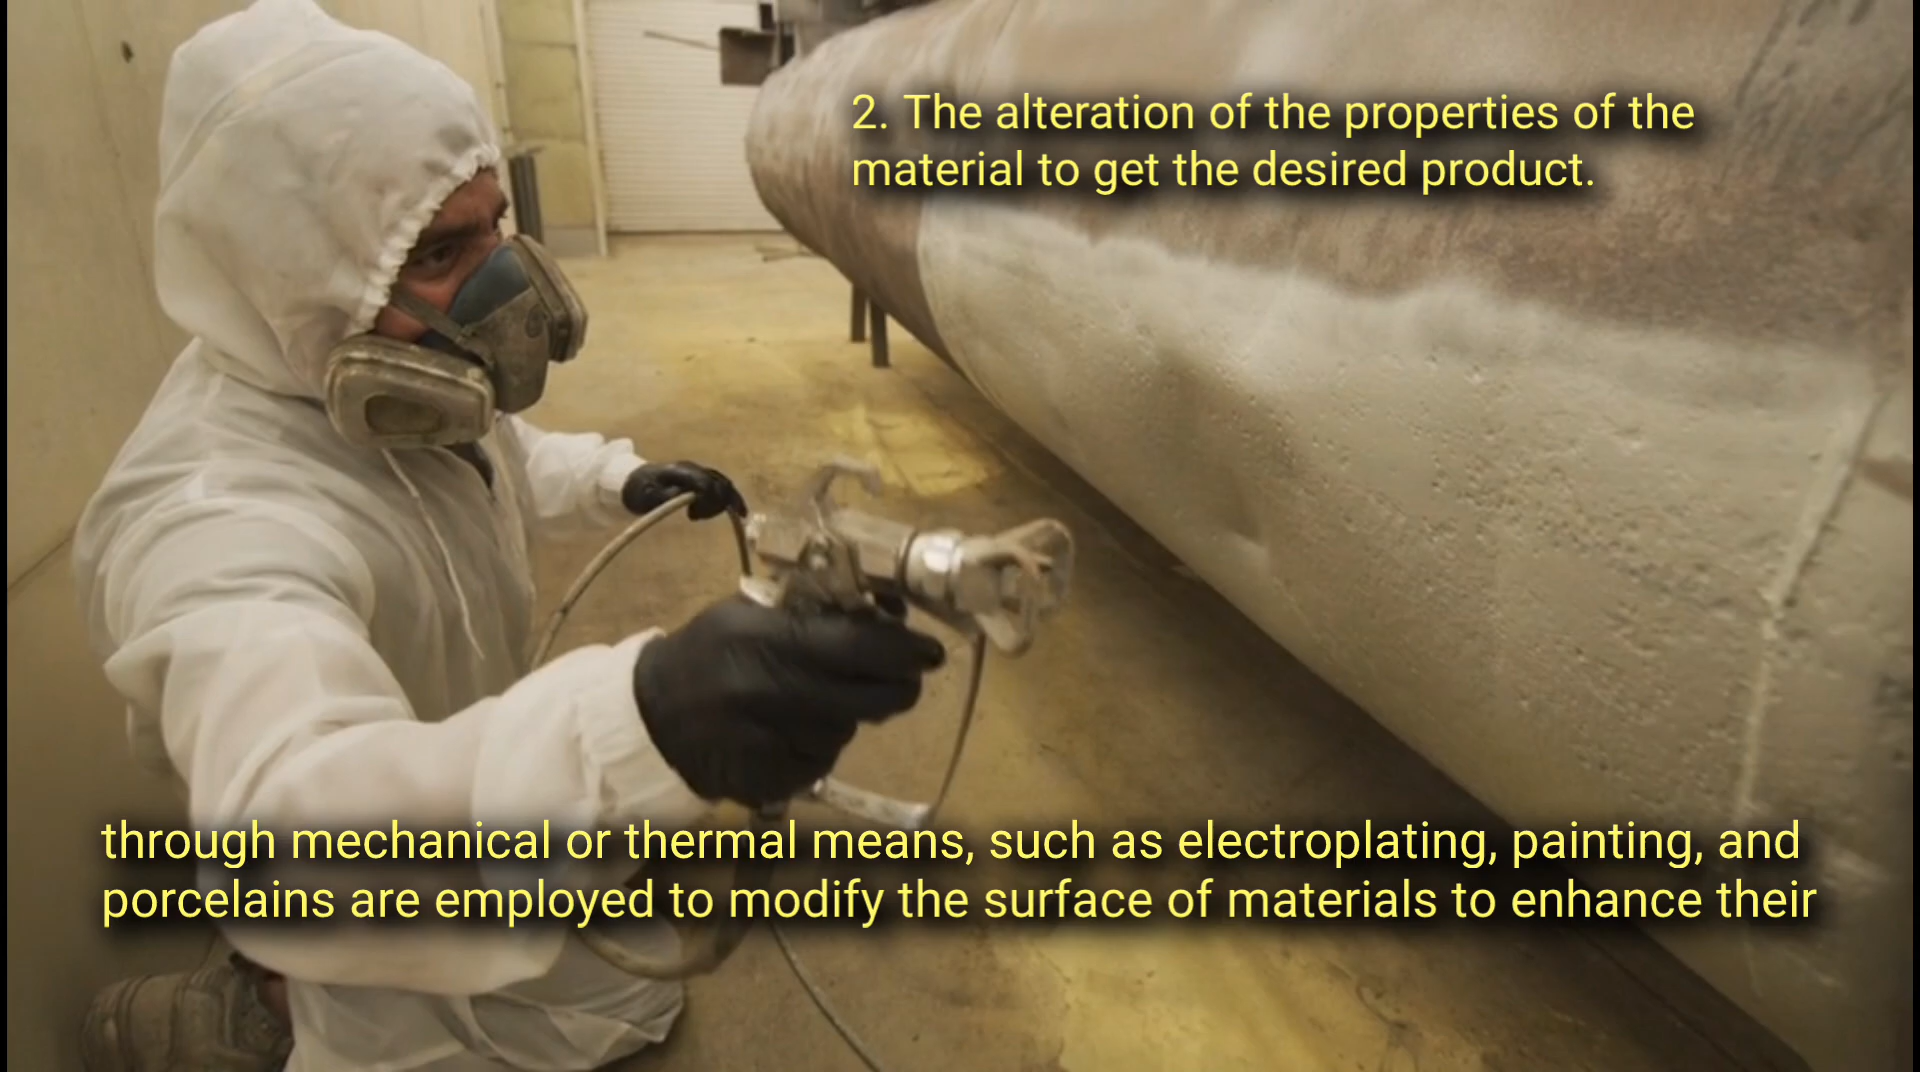 2. The alteration of the properties of the
material to get the desired product.
through mechanical or thermal means, such as electroplating, painting, and
porcelains are employed to modify the surface of materials to enhance their